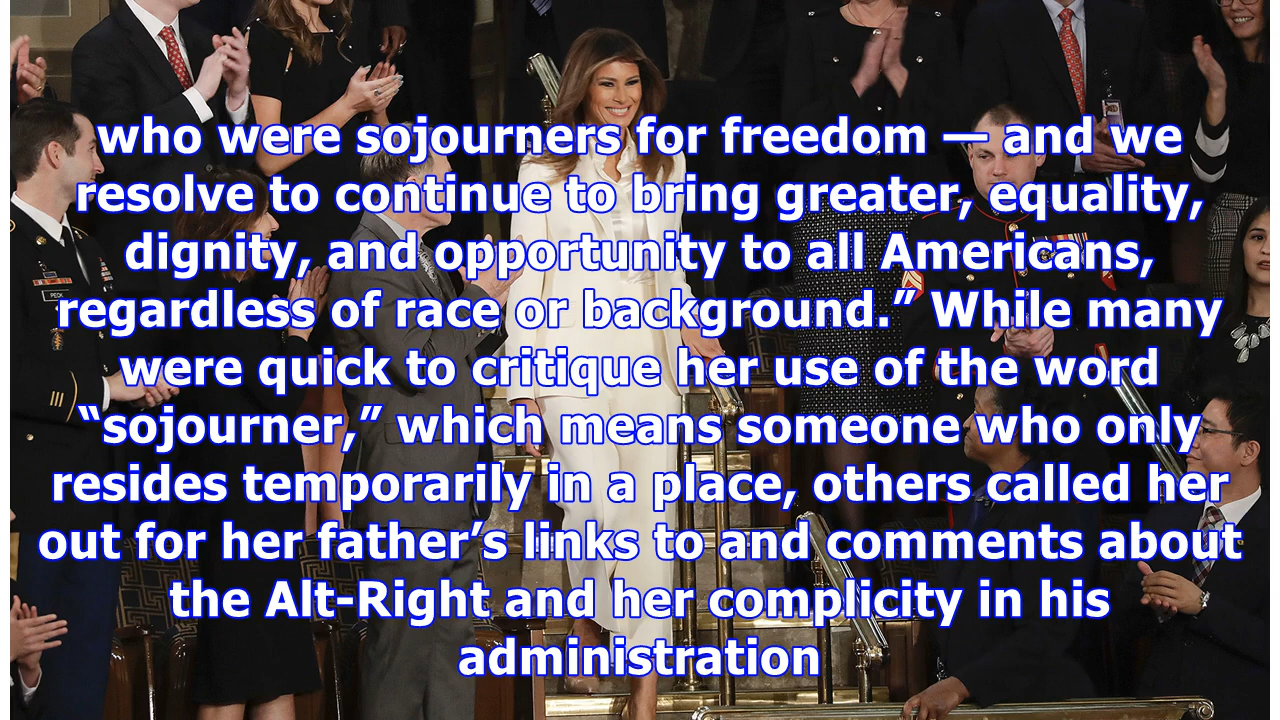 who were sojourners for freedom — and we
resolve to continue to bring greater, equality,
dignity, and opportunity to all Americans,
regardless of race or background.” While many
were quick to critique her use of the word
“sojourner,” which means someone who only
resides temporarily in a place, others called her
out for her father’s links to and comments about
the Alt-Right and her complicity in his
administration
PECK